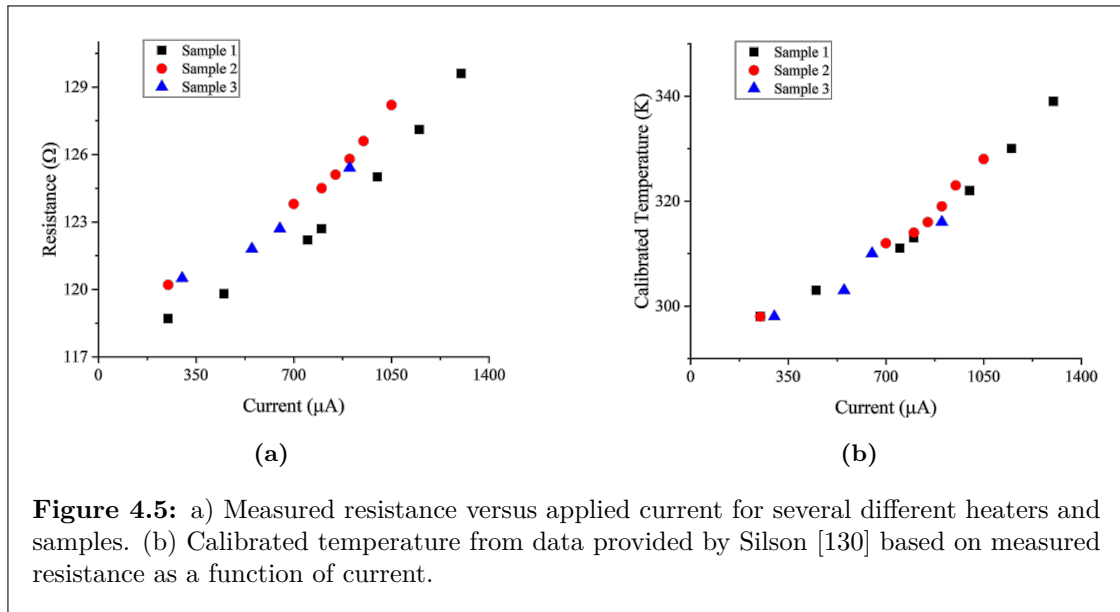 Sample 1
Sample 2
Sample 3
129
126
123
120
117
Resistance (Ω)
0
350
700
1050
1400
Current (μA)
(a)
Sample 1
Sample 2
Sample 3
340
320
300
Calibrated Temperature (K)
0
350
700
1050
1400
Current (μA)
(b)
Figure 4.5: a) Measured resistance versus applied current for several different heaters and
samples. (b) Calibrated temperature from data provided by Silson [130] based on measured
resistance as a function of current.